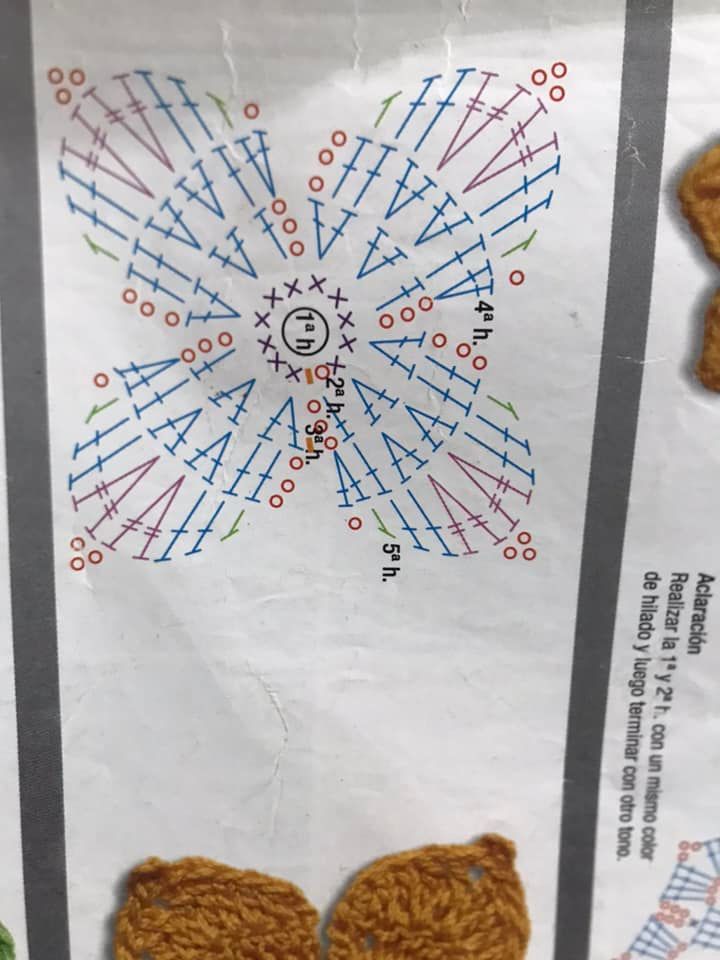 1ª h.
2ª h.
3ª h.
4ª h.
5ª h.
Aclaración
Realizar la 1ª y 2ª h. con un mismo color
de hilado y luego terminar con otro tono.